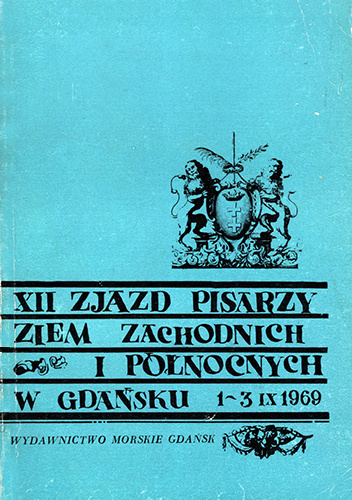 XII ZJAZD PISARZY
ZIEM ZACHODNICH
I PÓŁNOCNYCH
W GDAŃSKU 1~3 IX 1969
WYDAWNICTWO MORSKIE GDAŃSK